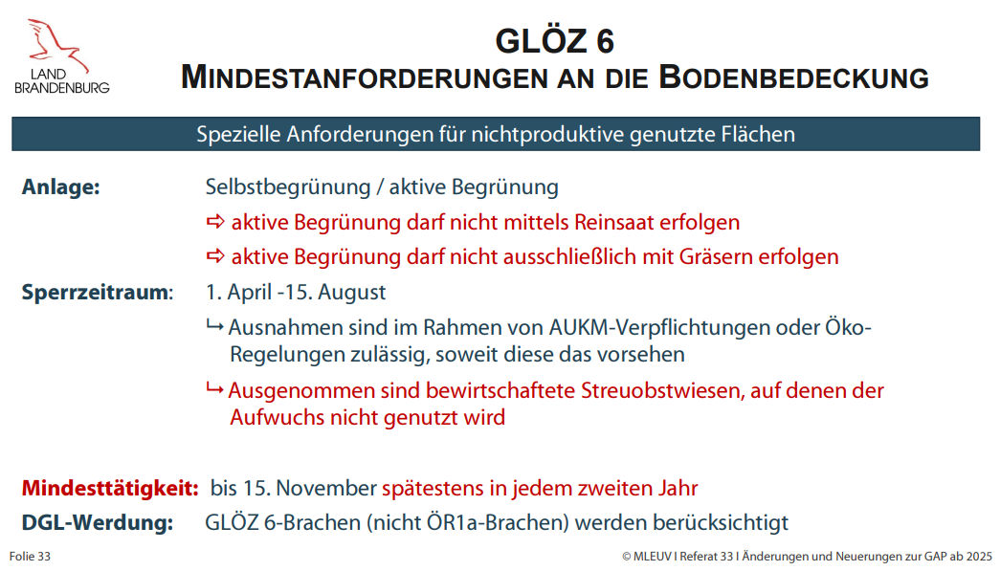 LAND
BRANDENBURG
GLÖZ 6
MINDESTANFORDERUNGEN AN DIE BODENBEDECKUNG
Spezielle Anforderungen für nichtproduktive genutzte Flächen
Anlage: Selbstbegrünung / aktive Begrünung
⇨ aktive Begrünung darf nicht mittels Reinsaat erfolgen
⇨ aktive Begrünung darf nicht ausschließlich mit Gräsern erfolgen
Sperrzeitraum: 1. April -15. August
↳ Ausnahmen sind im Rahmen von AUKM-Verpflichtungen oder Öko-
Regelungen zulässig, soweit diese das vorsehen
↳ Ausgenommen sind bewirtschaftete Streuobstwiesen, auf denen der
Aufwuchs nicht genutzt wird
Mindesttätigkeit: bis 15. November spätestens in jedem zweiten Jahr
DGL-Werdung: GLÖZ 6-Brachen (nicht ÖR1a-Brachen) werden berücksichtigt
Folie 33 © MLEUV I Referat 33 I Änderungen und Neuerungen zur GAP ab 2025